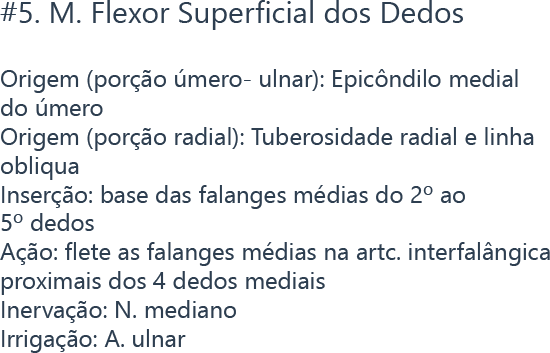 #5. M. Flexor Superficial dos Dedos
Origem (porção úmero- ulnar): Epicôndilo medial
do úmero
Origem (porção radial): Tuberosidade radial e linha
obliqua
Inserção: base das falanges médias do 2º ao
5º dedos
Ação: flete as falanges médias na artc. interfalângica
proximais dos 4 dedos mediais
Inervação: N. mediano
Irrigação: A. ulnar